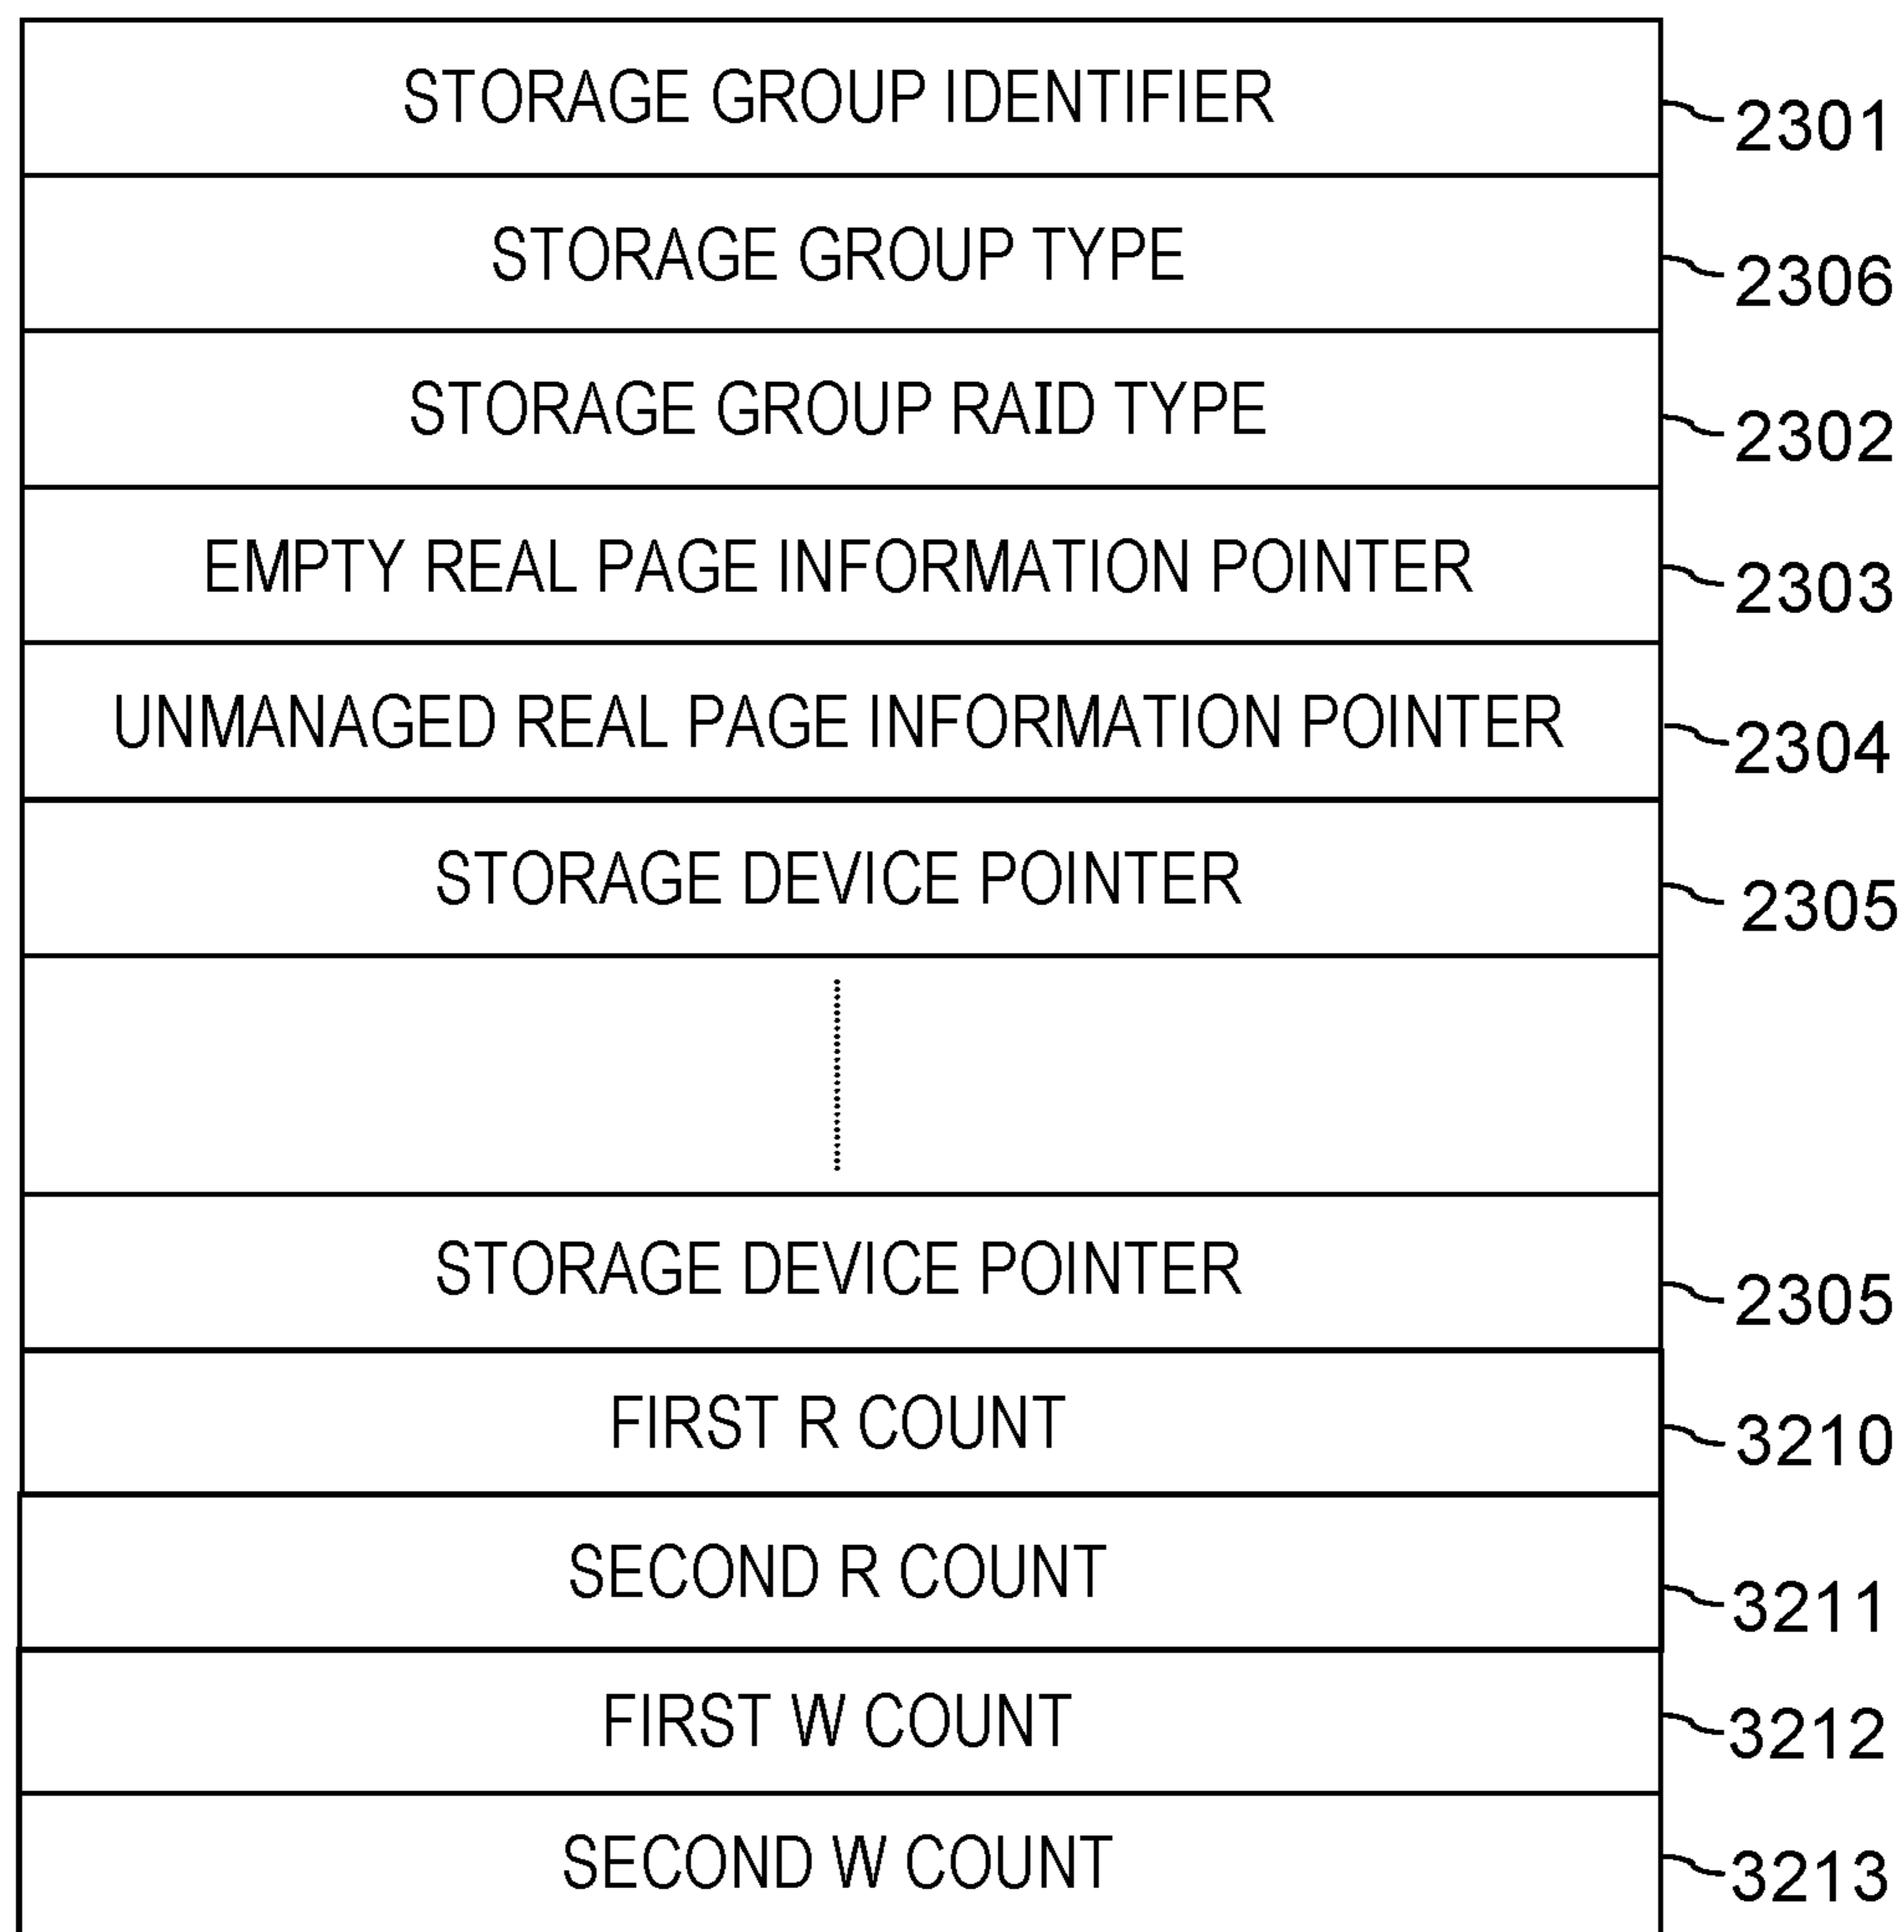 STORAGE GROUP IDENTIFIER 2301
STORAGE GROUP TYPE 2306
STORAGE GROUP RAID TYPE 2302
EMPTY REAL PAGE INFORMATION POINTER 2303
UNMANAGED REAL PAGE INFORMATION POINTER 2304
STORAGE DEVICE POINTER 2305
STORAGE DEVICE POINTER 2305
FIRST R COUNT 3210
SECOND R COUNT 3211
FIRST W COUNT 3212
SECOND W COUNT 3213